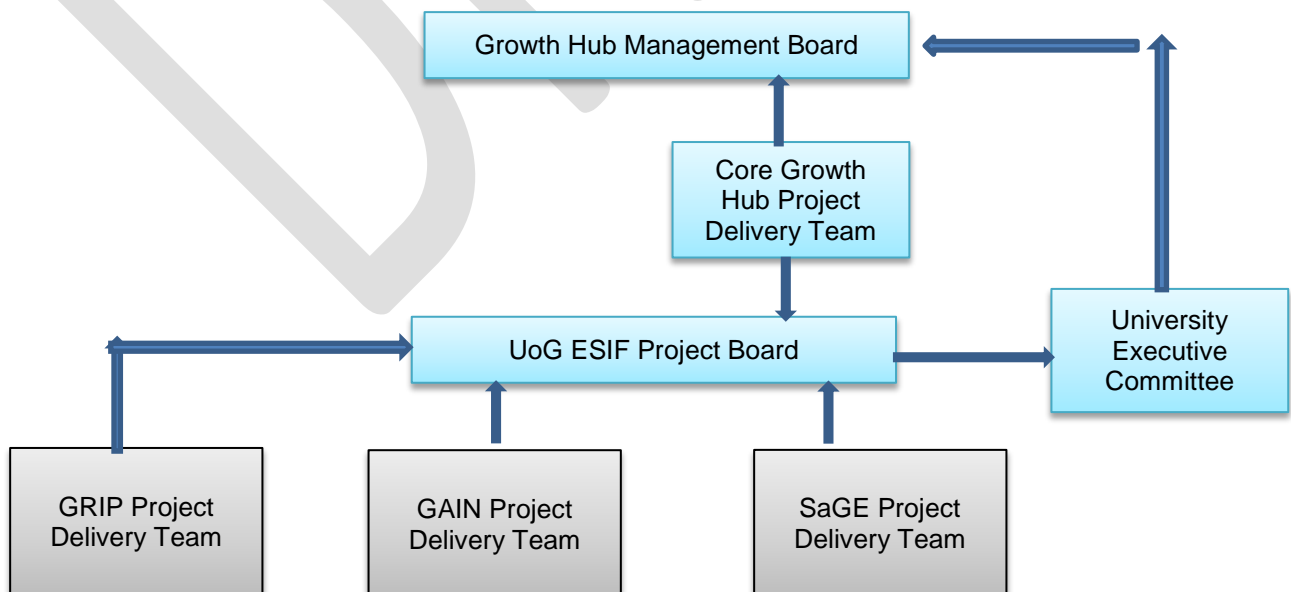 Growth Hub Management Board
Core Growth
Hub Project
Delivery Team
University
Executive
Committee
UoG ESIF Project Board
GRIP Project
Delivery Team
GAIN Project
Delivery Team
SaGE Project
Delivery Team